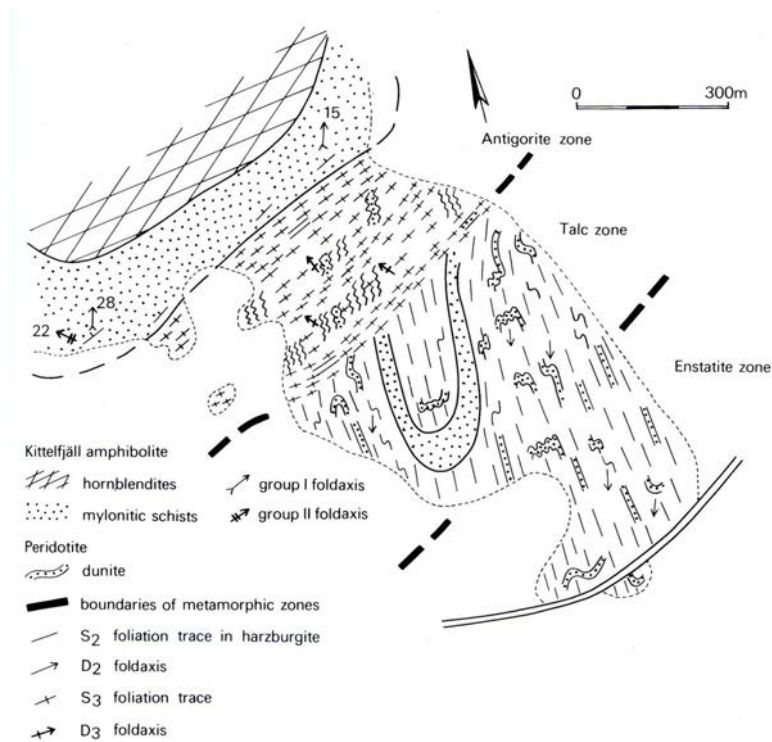 15
0
300m
Antigorite zone
Talc zone
28
22
Enstatite zone
Kittelfjäll amphibolite
hornblendites
group I foldaxis
mylonitic schists
group II foldaxis
Peridotite
dunite
boundaries of metamorphic zones
S2 foliation trace in harzburgite
D2 foldaxis
S3 foliation trace
D3 foldaxis